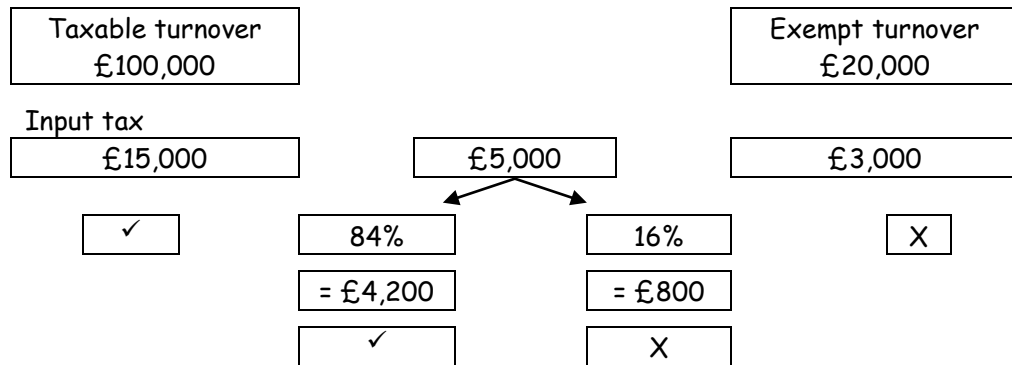 Taxable turnover
£100,000
Exempt turnover
£20,000
Input tax
£15,000
£5,000
£3,000
✓
84%
16%
X
= £4,200
= £800
✓
X